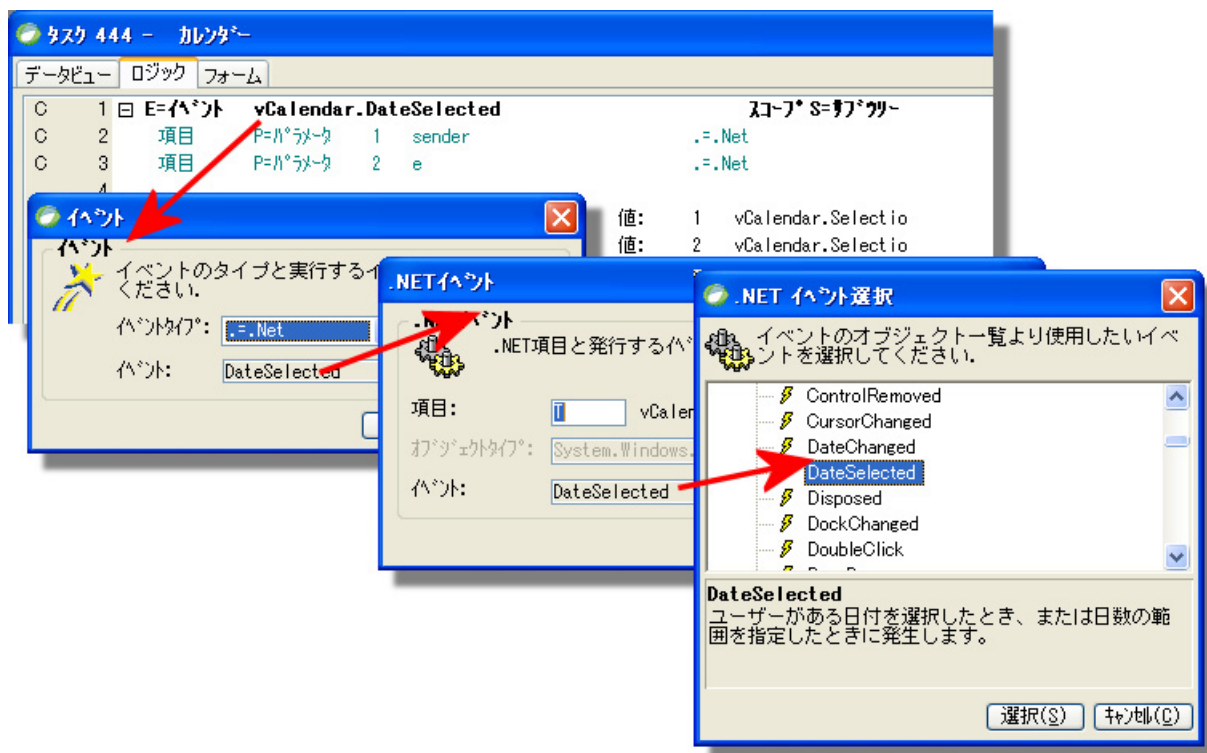 タスク 444 - カレンダー
データビュー ロジック フォーム
C 1 E=イベント vCalendar.DateSelected スコープ S=サブツリー
C 2 項目 P=パラメータ 1 sender .=.Net
C 3 項目 P=パラメータ 2 e .=.Net
4
値: 1 vCalendar.Selectio
値: 2 vCalendar.Selectio
イベント
イベント
イベントのタイプと実行するイ
ください.
イベントタイプ: .=.Net
イベント: DateSelected
.NETイベント
.NETイベント
.NET項目と発行するイベ
項目: vCalen
オブジェクトタイプ: System.Windows.
イベント: DateSelected
.NET イベント選択
イベントのオブジェクト一覧より使用したいイベ
ントを選択してください.
ControlRemoved
CursorChanged
DateChanged
DateSelected
Disposed
DockChanged
DoubleClick
DateSelected
ユーザーがある日付を選択したとき、または日数の範
囲を指定したときに発生します。
選択(S) キャンセル(C)